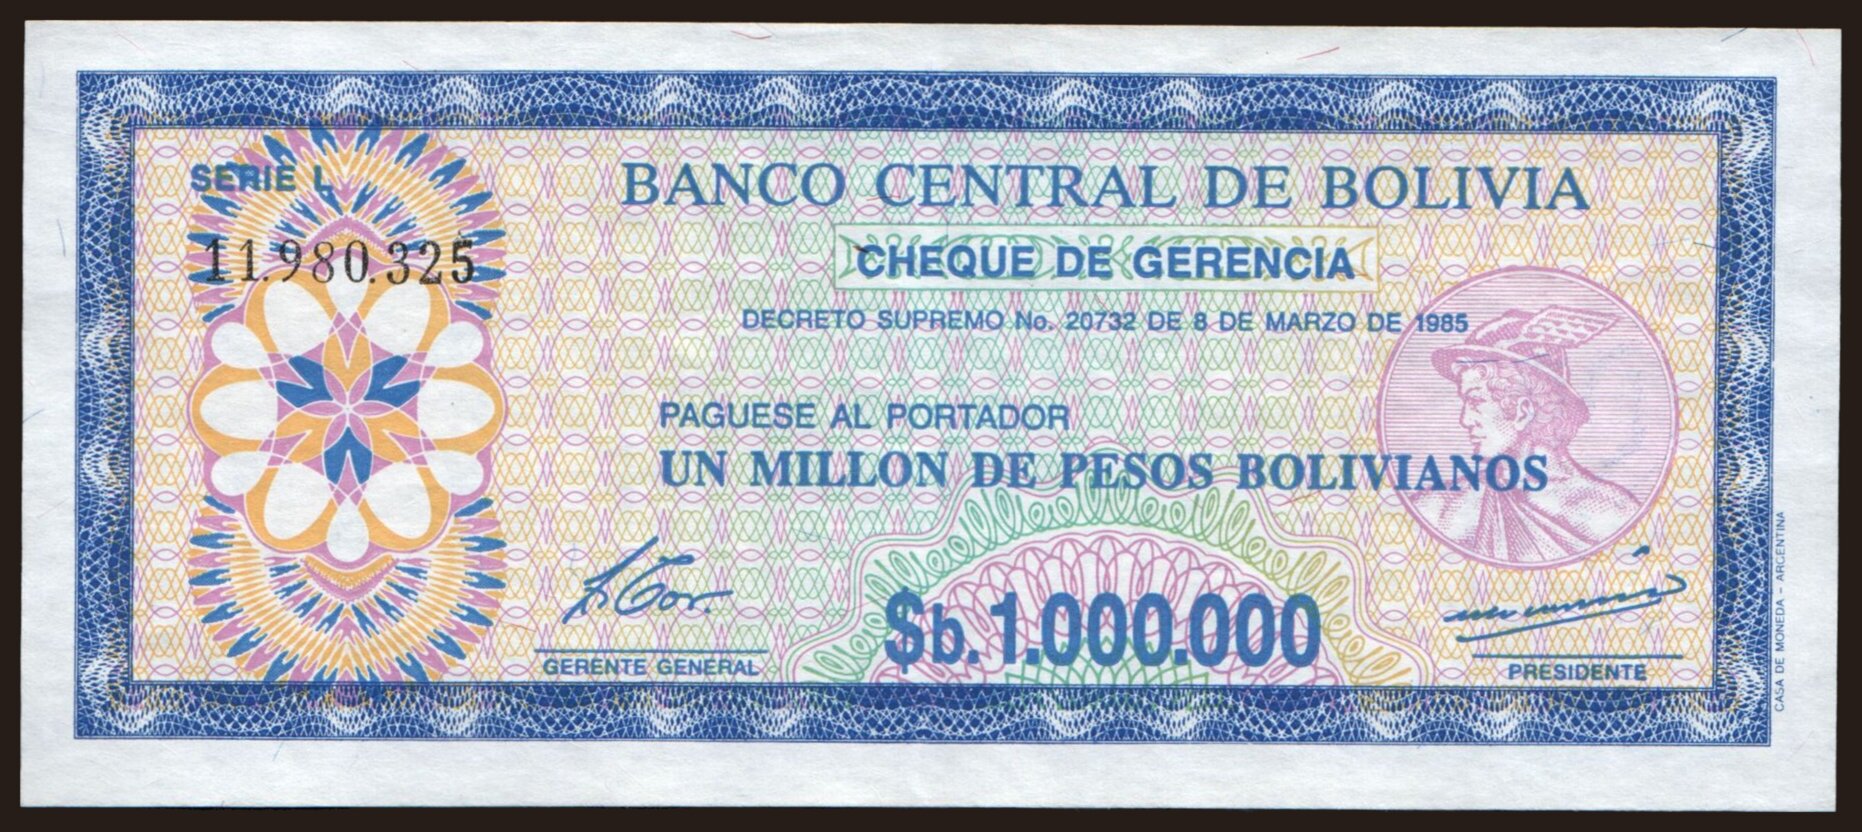 SERIE L
11.980.325
BANCO CENTRAL DE BOLIVIA
CHEQUE DE GERENCIA
DECRETO SUPREMO No. 20732 DE 8 DE MARZO DE 1985
PAGUESE AL PORTADOR
UN MILLON DE PESOS BOLIVIANOS
$b. 1.000.000
GERENTE GENERAL
PRESIDENTE
CASA DE MONEDA - ARGENTINA